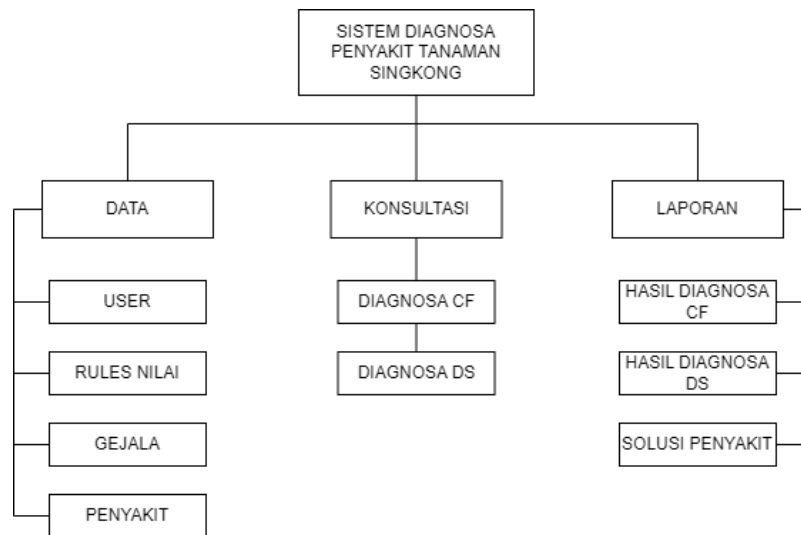 SISTEM DIAGNOSA
PENYAKIT TANAMAN
SINGKONG
DATA
KONSULTASI
LAPORAN
USER
RULES NILAI
GEJALA
PENYAKIT
DIAGNOSA CF
DIAGNOSA DS
HASIL DIAGNOSA
CF
HASIL DIAGNOSA
DS
SOLUSI PENYAKIT